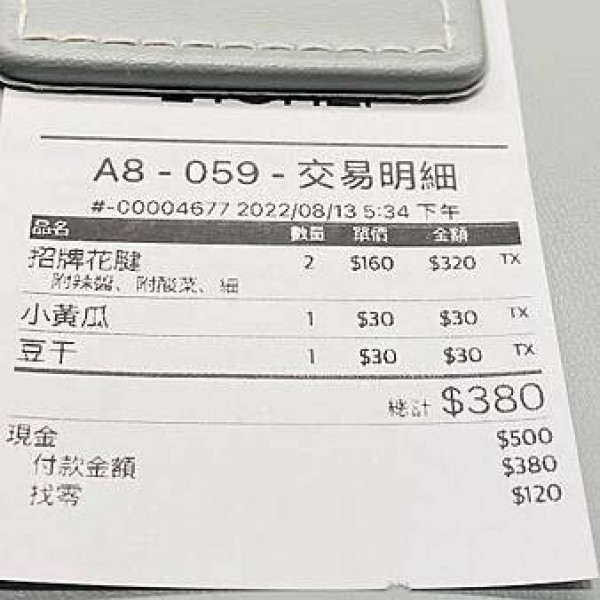 A8 - 059 - 交易明細
#-00004677 2022/08/13 5:34 下午
品名 數量 單價 金額
招牌花腱 2 $160 $320 TX
附辣醬、附酸菜、細
小黃瓜 1 $30 $30 TX
豆干 1 $30 $30 TX
總計 $380
現金 $500
付款金額 $380
找零 $120